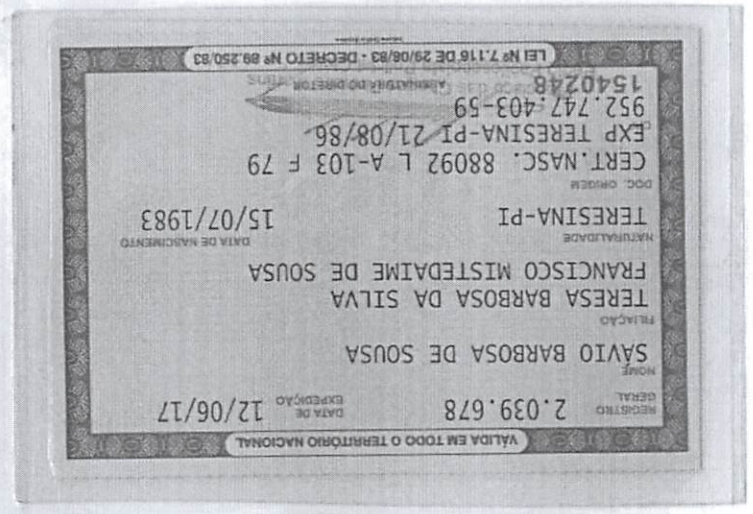 VÁLIDA EM TODO O TERRITÓRIO NACIONAL
REGISTRO GERAL 2.039.678 DATA DE EXPEDIÇÃO 12/06/17
NOME
SAVIO BARBOSA DE SOUSA
FILIAÇÃO
TERESA BARBOSA DA SILVA
FRANCISCO MISTEDAIME DE SOUSA
NATURALIDADE DATA DE NASCIMENTO
TERESINA-PI 15/07/1983
DOC. ORIGEM
CERT.NASC. 88092 L A-103 F 79
EXP TERESINA-PI 21/08/86
952.747.403-59
1540248
ASSINATURA DO DIRETOR
LEI Nº 7.116 DE 29/08/83 - DECRETO Nº 89.250/83